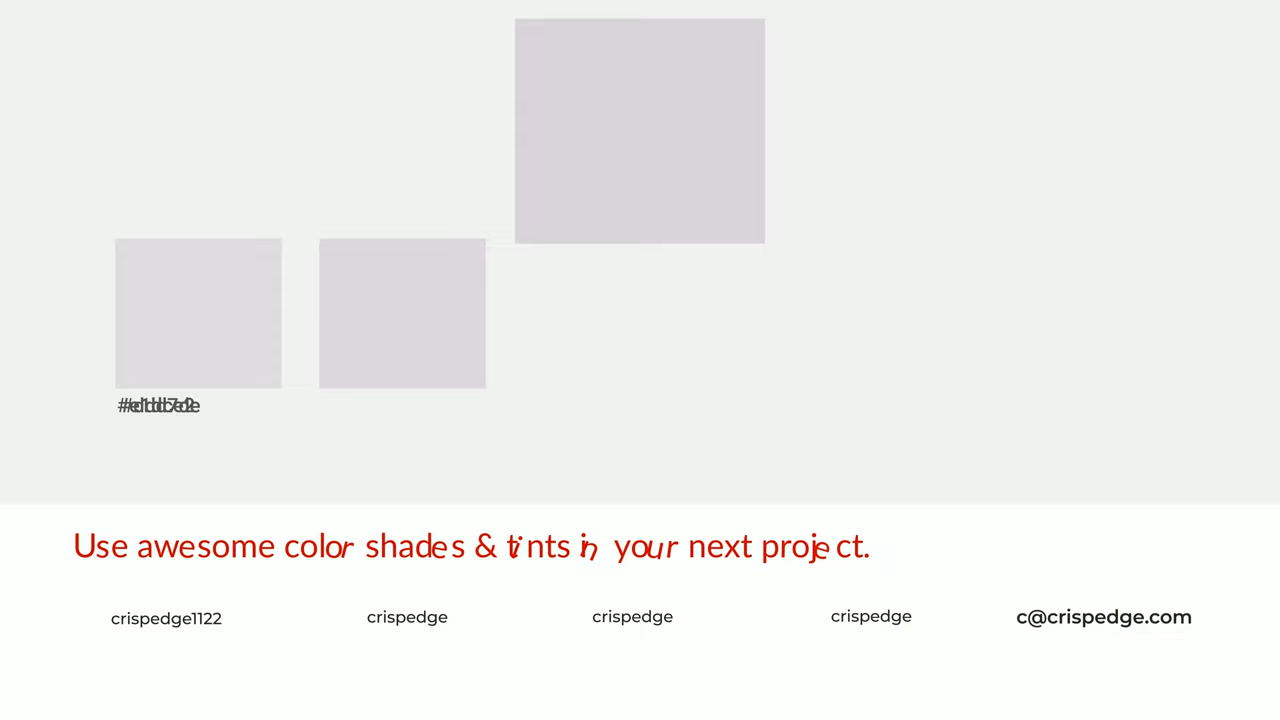 Use awesome color shades & tints in your next project.
crispedge1122 crispedge crispedge crispedge c@crispedge.com